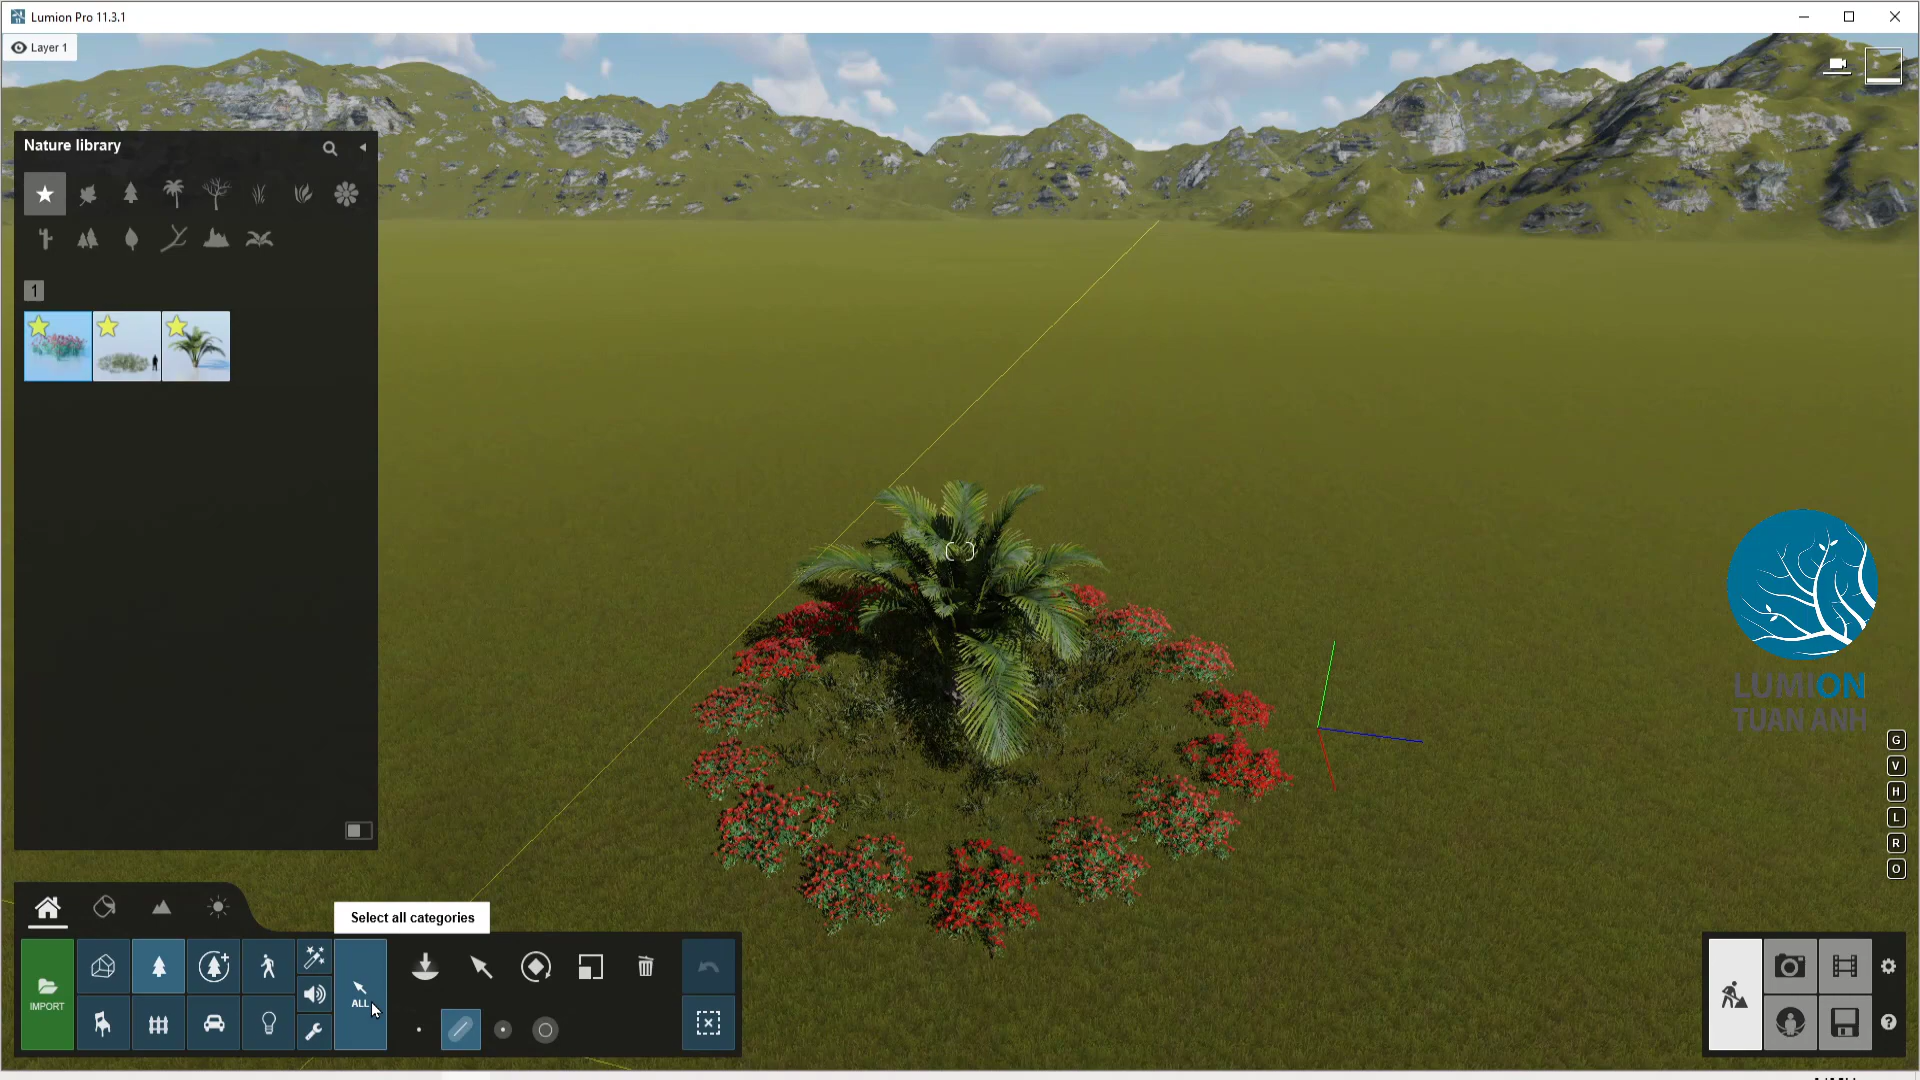 Lumion Pro 11.3.1
Layer 1
Nature library
1
LUMION
TUAN ANH
G
V
H
L
R
O
Select all categories
IMPORT
ALL
?